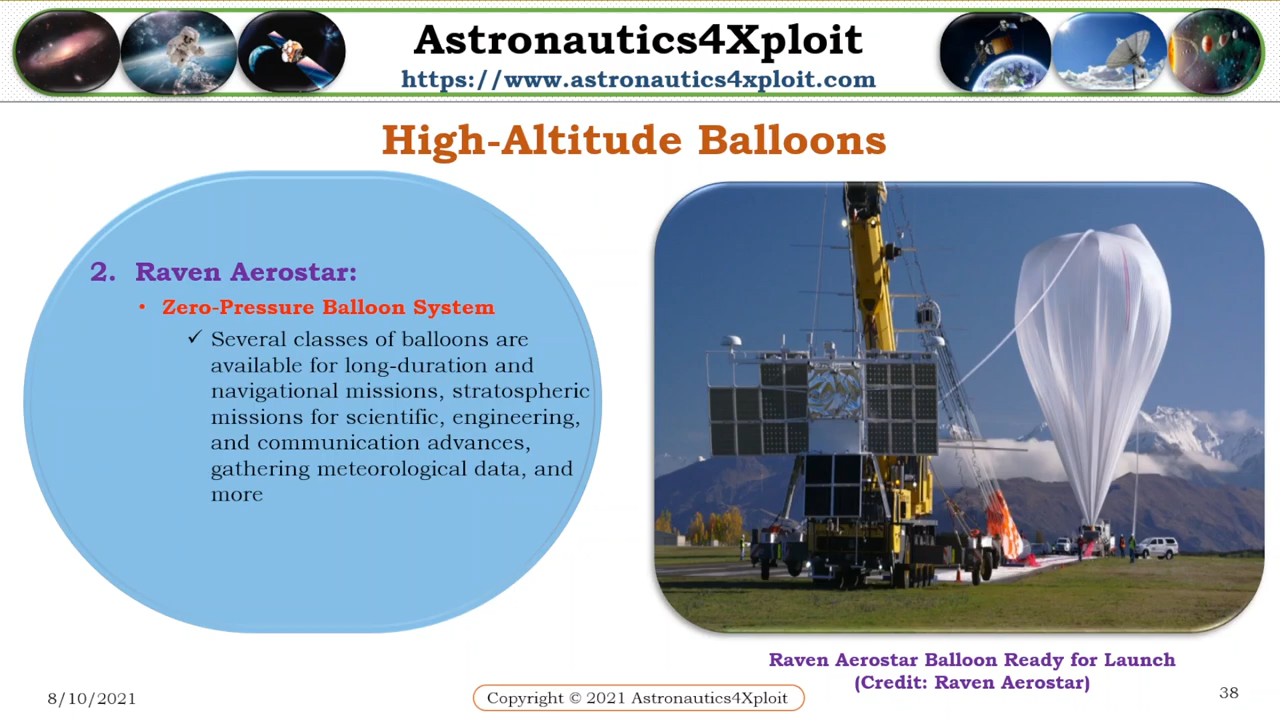 Astronautics4Xploit
https://www.astronautics4xploit.com
High-Altitude Balloons
2. Raven Aerostar:
• Zero-Pressure Balloon System
✓ Several classes of balloons are
available for long-duration and
navigational missions, stratospheric
missions for scientific, engineering,
and communication advances,
gathering meteorological data, and
more
Raven Aerostar Balloon Ready for Launch
(Credit: Raven Aerostar)
8/10/2021
Copyright © 2021 Astronautics4Xploit
38